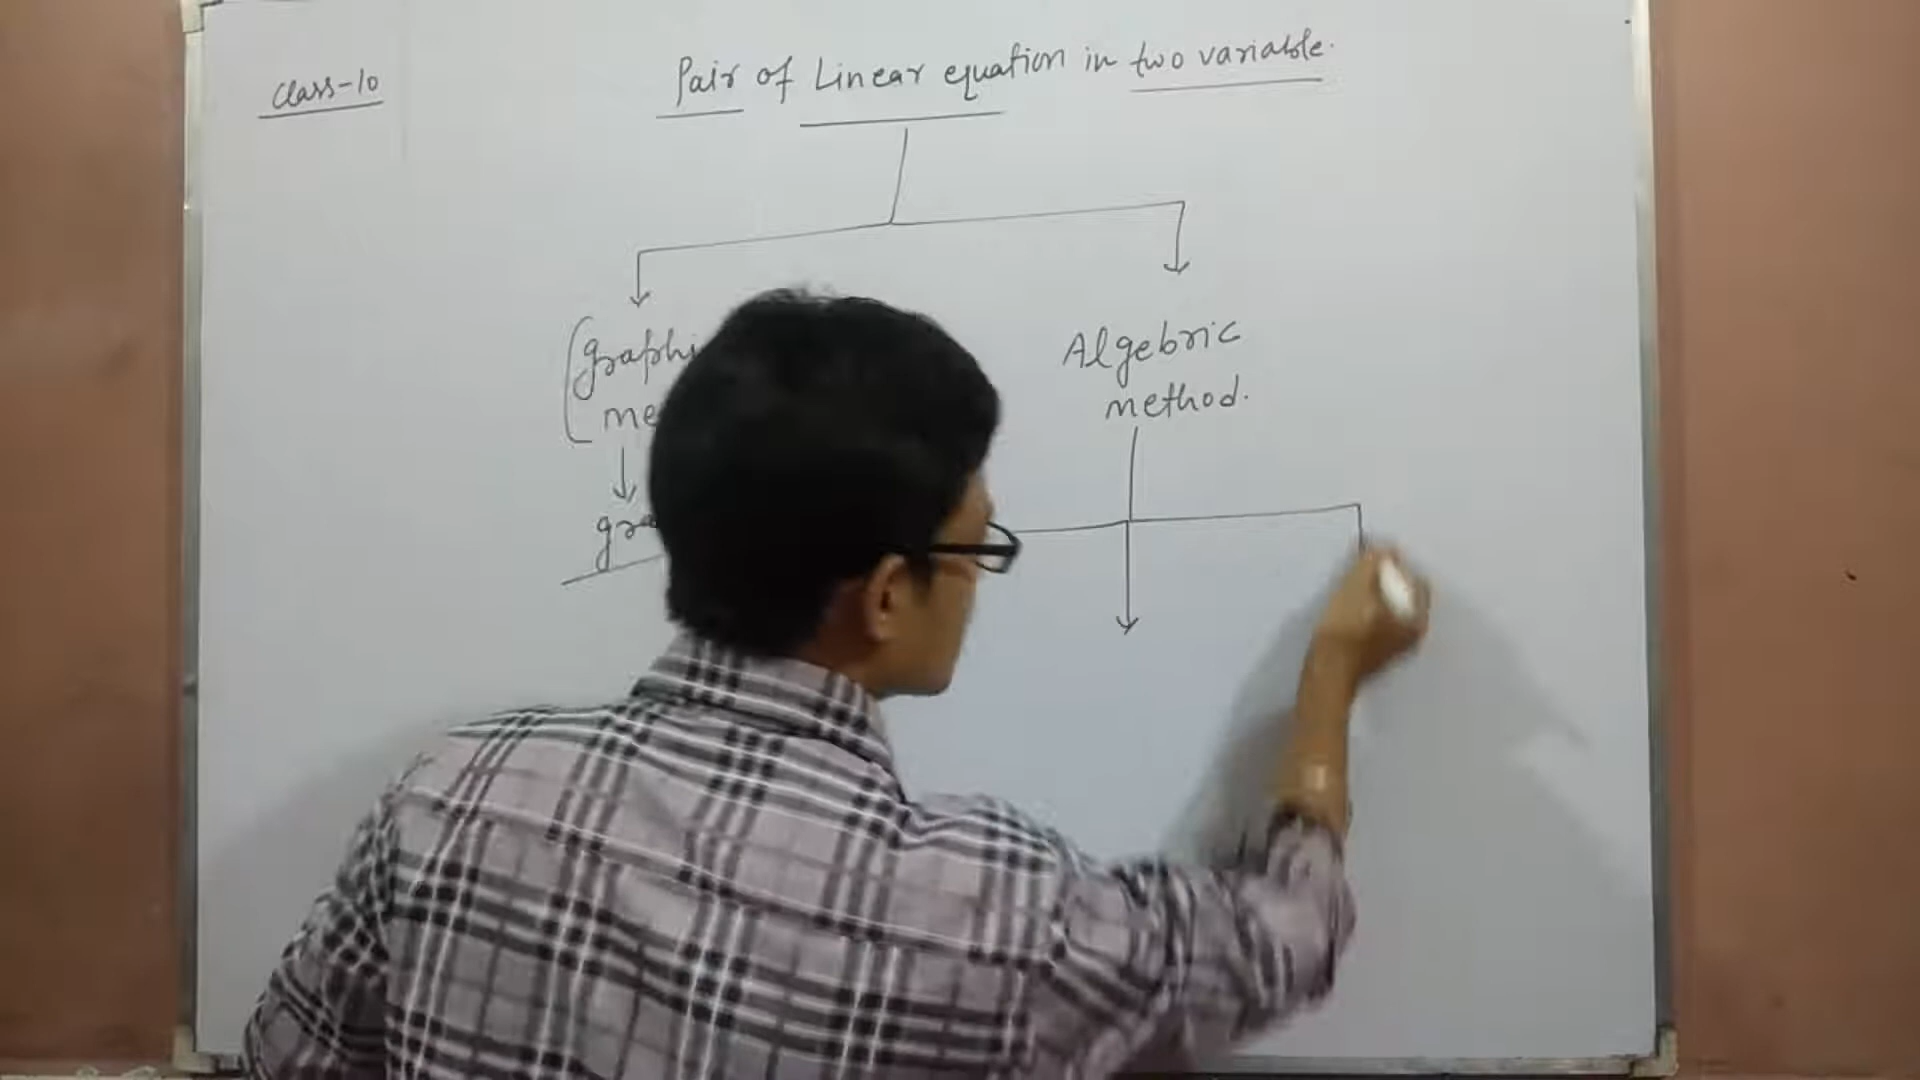 Class-10
Pair of Linear equation in two variable.
Algebric
method.